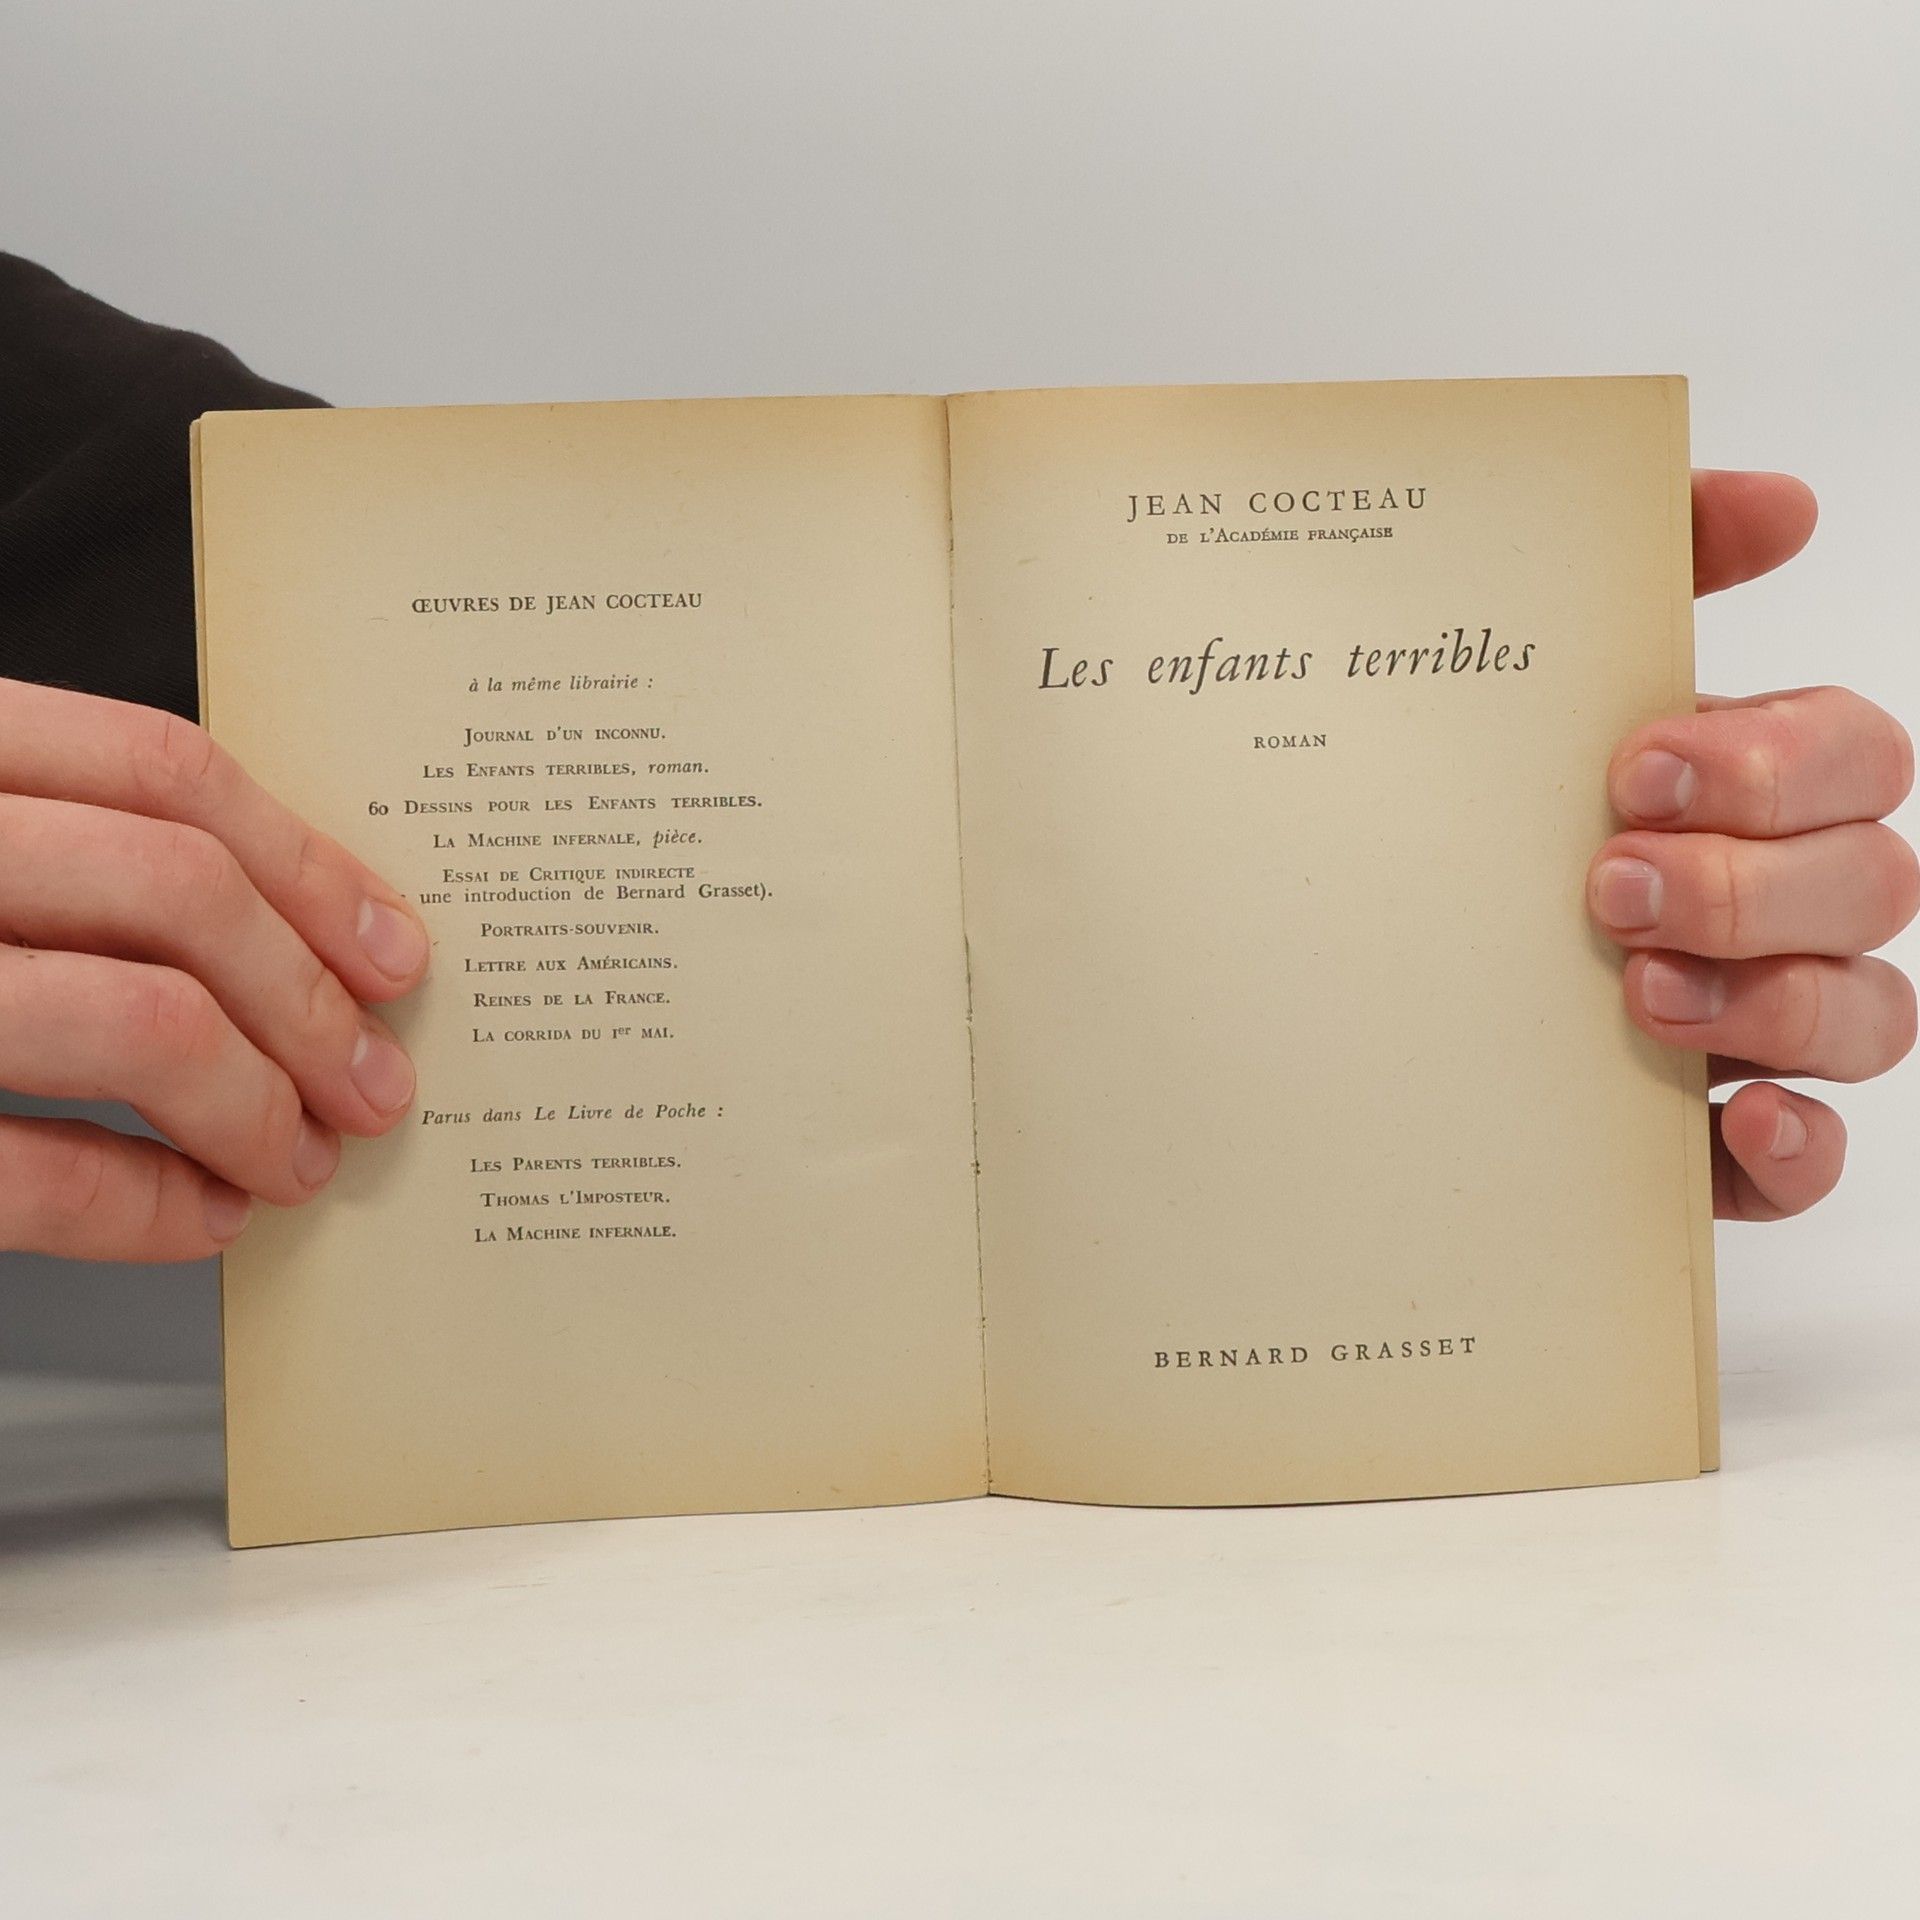 ŒUVRES DE JEAN COCTEAU
à la même librairie :
JOURNAL D'UN INCONNU.
LES ENFANTS TERRIBLES, roman.
60 DESSINS POUR LES ENFANTS TERRIBLES.
LA MACHINE INFERNALE, pièce.
ESSAI DE CRITIQUE INDIRECTE
une introduction de Bernard Grasset).
PORTRAITS-SOUVENIR.
LETTRE AUX AMÉRICAINS.
REINES DE LA FRANCE.
LA CORRIDA DU 1er MAI.
Parus dans Le Livre de Poche :
LES PARENTS TERRIBLES.
THOMAS L'IMPOSTEUR.
LA MACHINE INFERNALE.
JEAN COCTEAU
DE L'ACADÉMIE FRANÇAISE
Les enfants terribles
ROMAN
BERNARD GRASSET